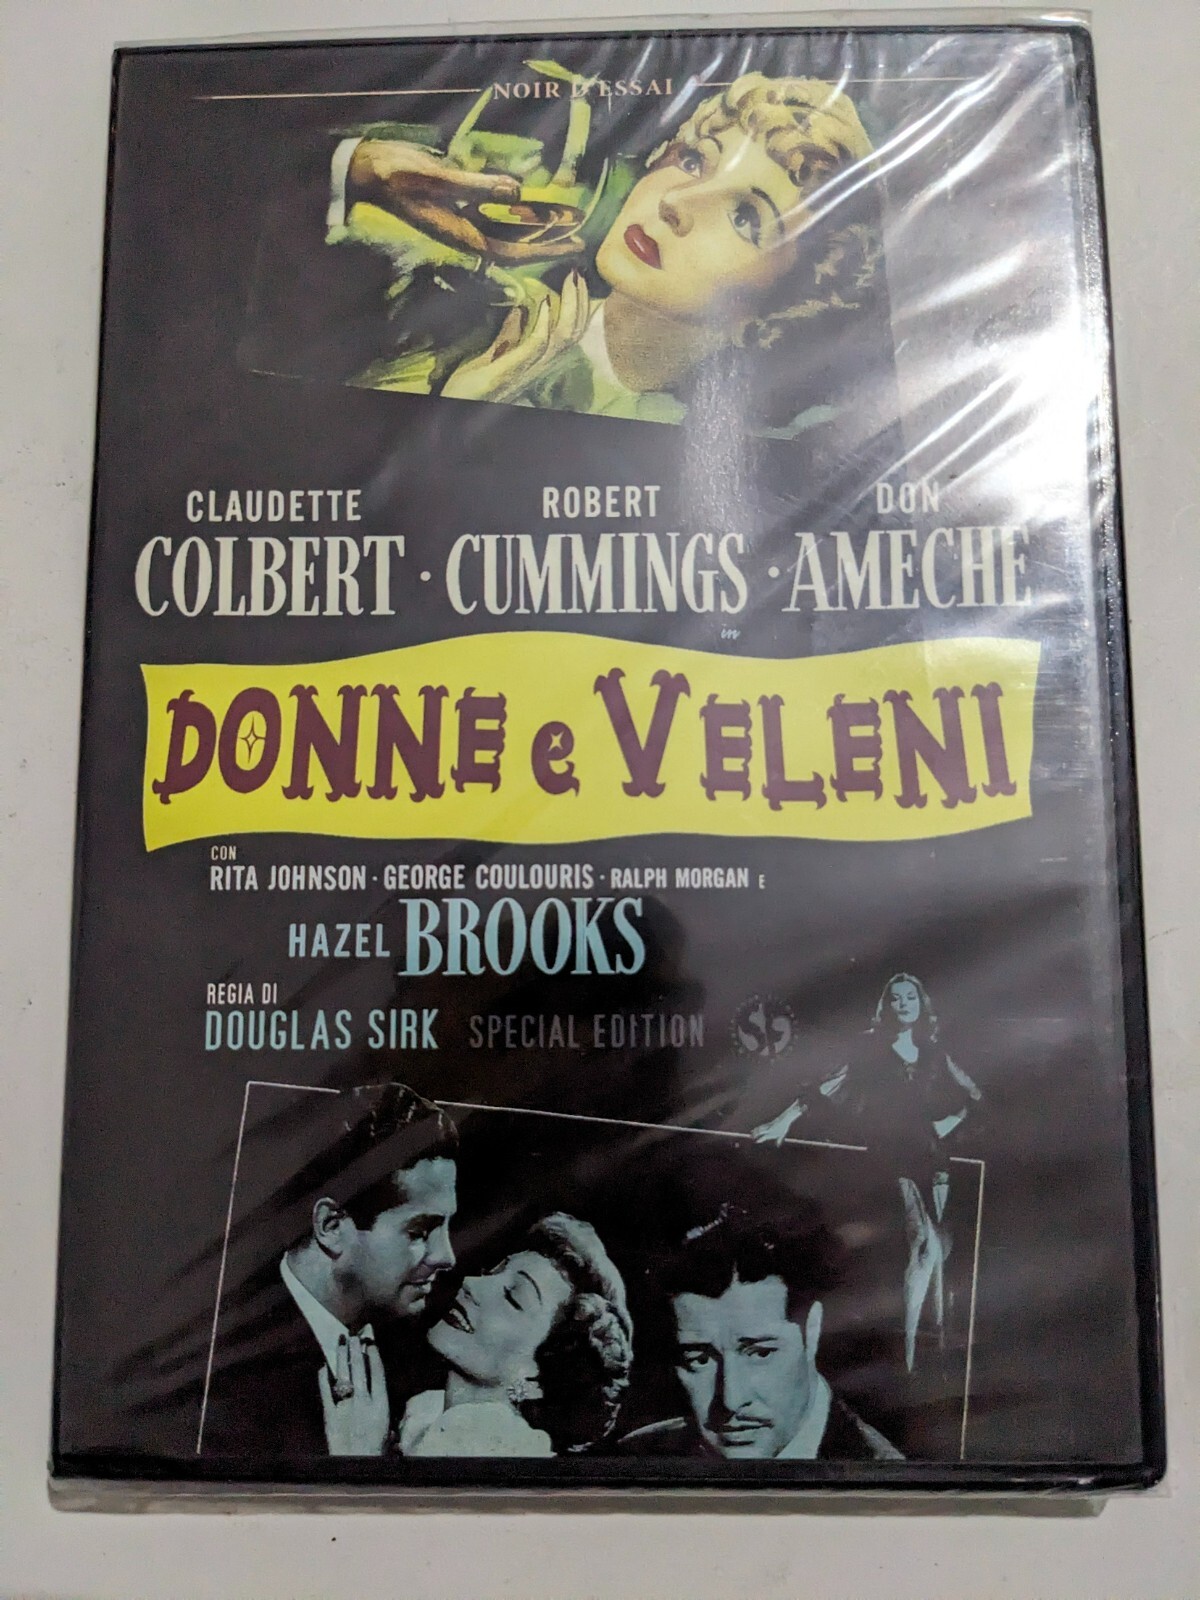 NOIR D'ESSAI
CLAUDETTE ROBERT DON
COLBERT · CUMMINGS · AMECHE
in
DONNE e VELENI
CON
RITA JOHNSON · GEORGE COULOURIS · RALPH MORGAN E
HAZEL BROOKS
REGIA DI
DOUGLAS SIRK SPECIAL EDITION